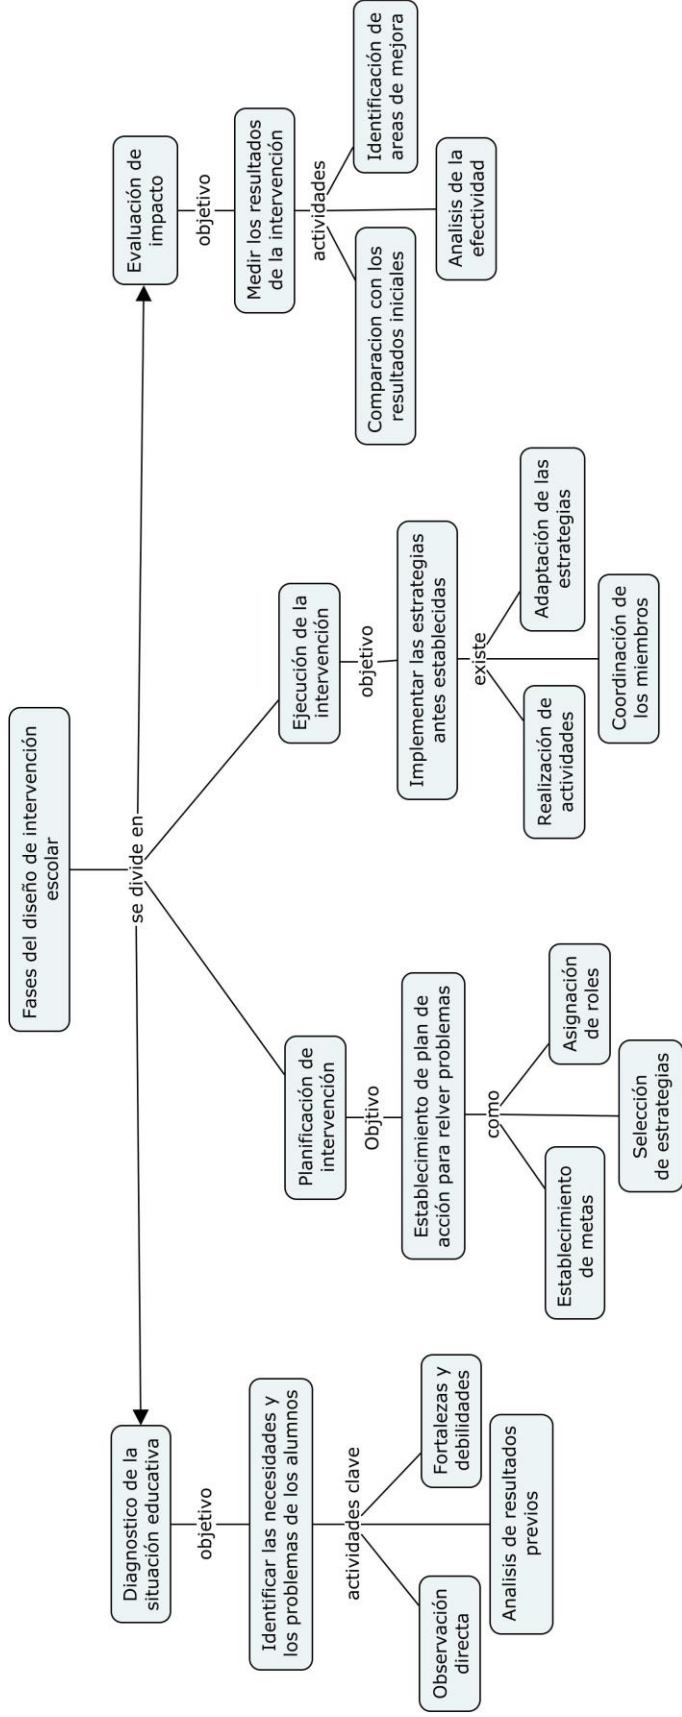 Fases del diseño de intervención
escolar
se divide en
Diagnostico de la
situación educativa
objetivo
Identificar las necesidades y
los problemas de los alumnos
actividades clave
Observación
directa
Analisis de resultados
previos
Fortalezas y
debilidades
Planificación de
intervención
Objtivo
Establecimiento de plan de
acción para relver problemas
como
Establecimiento
de metas
Selección
de estrategias
Asignación
de roles
Ejecución de la
intervención
objetivo
Implementar las estrategias
antes establecidas
existe
Realización de
actividades
Coordinación de
los miembros
Adaptación de las
estrategias
Evaluación de
impacto
objetivo
Medir los resultados
de la intervención
actividades
Comparacion con los
resultados iniciales
Analisis de la
efectividad
Identificación de
areas de mejora